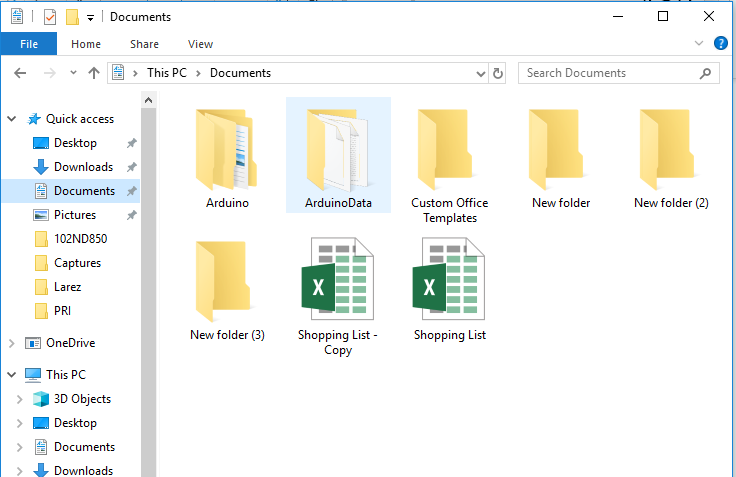 Documents
File Home Share View
This PC Documents Search Documents
Quick access
Desktop
Downloads
Documents
Pictures
102ND850
Captures
Larez
PRI
OneDrive
This PC
3D Objects
Desktop
Documents
Downloads
Arduino ArduinoData Custom Office Templates New folder New folder (2)
New folder (3) Shopping List - Copy Shopping List